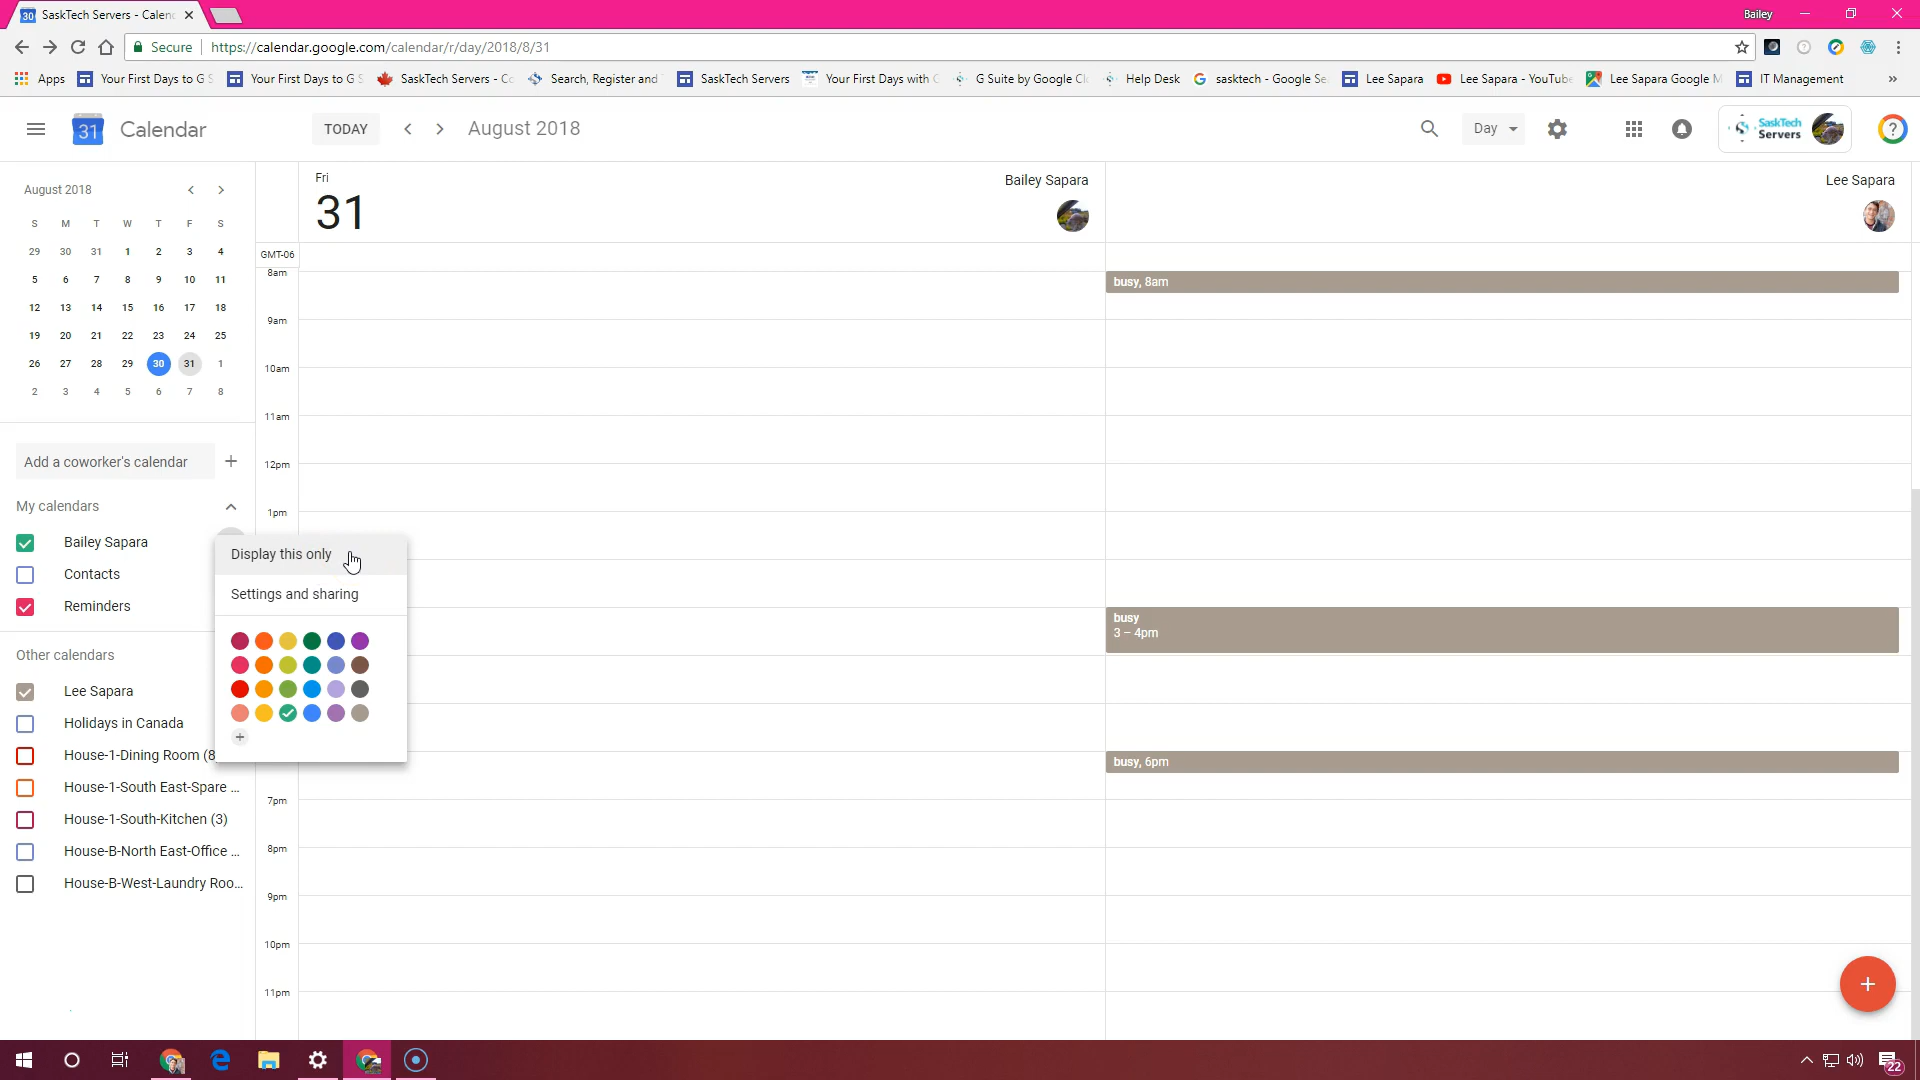 30 SaskTech Servers - Calen
Bailey
Secure
https://calendar.google.com/calendar/r/day/2018/8/31
Apps
Your First Days to G S
Your First Days to G S
SaskTech Servers - Co
Search, Register and
SaskTech Servers
Your First Days with G
G Suite by Google Cl
Help Desk
sasktech - Google Se
Lee Sapara
Lee Sapara - YouTube
Lee Sapara Google M
IT Management
»
31
Calendar
TODAY
August 2018
Day
SaskTech
Servers
?
August 2018
S M T W T F S
29 30 31 1 2 3 4
5 6 7 8 9 10 11
12 13 14 15 16 17 18
19 20 21 22 23 24 25
26 27 28 29 30 31 1
2 3 4 5 6 7 8
Add a coworker's calendar
+
My calendars
Bailey Sapara
Contacts
Reminders
Other calendars
Lee Sapara
Holidays in Canada
House-1-Dining Room (8
House-1-South East-Spare ...
House-1-South-Kitchen (3)
House-B-North East-Office ...
House-B-West-Laundry Roo...
Display this only
Settings and sharing
+
Fri
31
Bailey Sapara
Lee Sapara
GMT-06
8am
9am
10am
11am
12pm
1pm
7pm
8pm
9pm
10pm
11pm
busy, 8am
busy
3 – 4pm
busy, 6pm
+
22